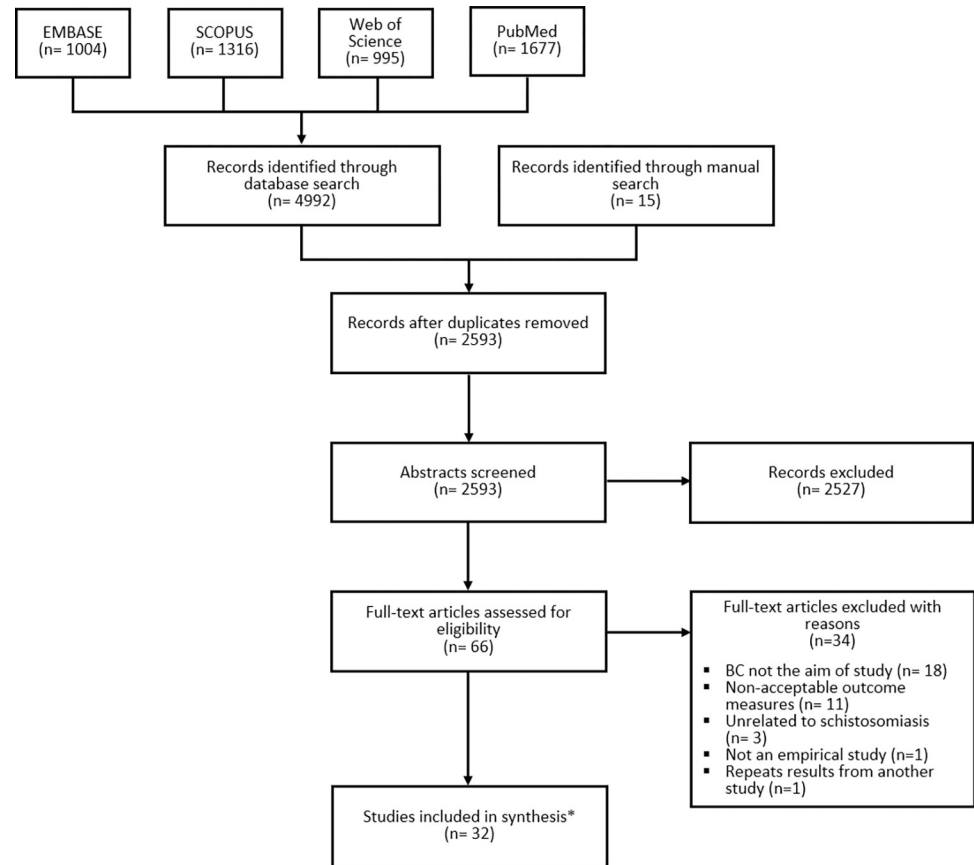 EMBASE
(n= 1004)
SCOPUS
(n= 1316)
Web of
Science
(n= 995)
PubMed
(n= 1677)
Records identified through
database search
(n= 4992)
Records identified through manual
search
(n= 15)
Records after duplicates removed
(n= 2593)
Abstracts screened
(n= 2593)
Records excluded
(n= 2527)
Full-text articles assessed for
eligibility
(n= 66)
Full-text articles excluded with
reasons
(n=34)
▪ BC not the aim of study (n= 18)
▪ Non-acceptable outcome
measures (n= 11)
▪ Unrelated to schistosomiasis
(n= 3)
▪ Not an empirical study (n=1)
▪ Repeats results from another
study (n=1)
Studies included in synthesis*
(n= 32)